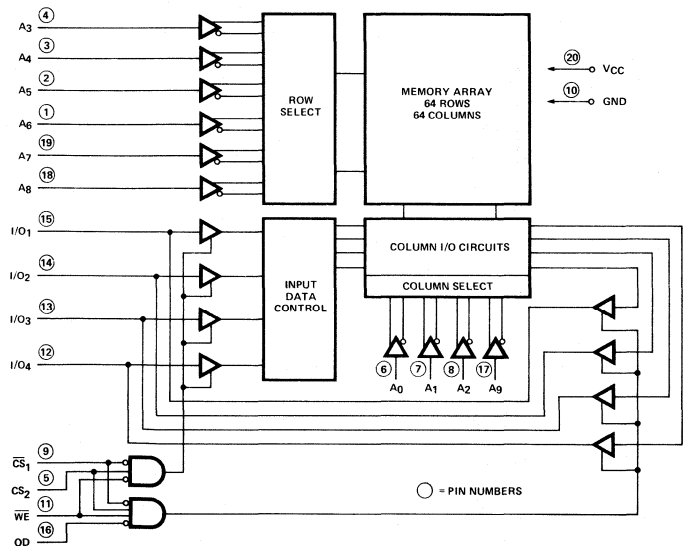 4
A3
3
A4
2
A5
1
A6
19
A7
18
A8
ROW
SELECT
MEMORY ARRAY
64 ROWS
64 COLUMNS
20
VCC
10
GND
15
I/O1
14
I/O2
13
I/O3
12
I/O4
INPUT
DATA
CONTROL
COLUMN I/O CIRCUITS
COLUMN SELECT
6
7
8
17
A0
A1
A2
A9
9
CS1
5
CS2
11
WE
16
OD
= PIN NUMBERS